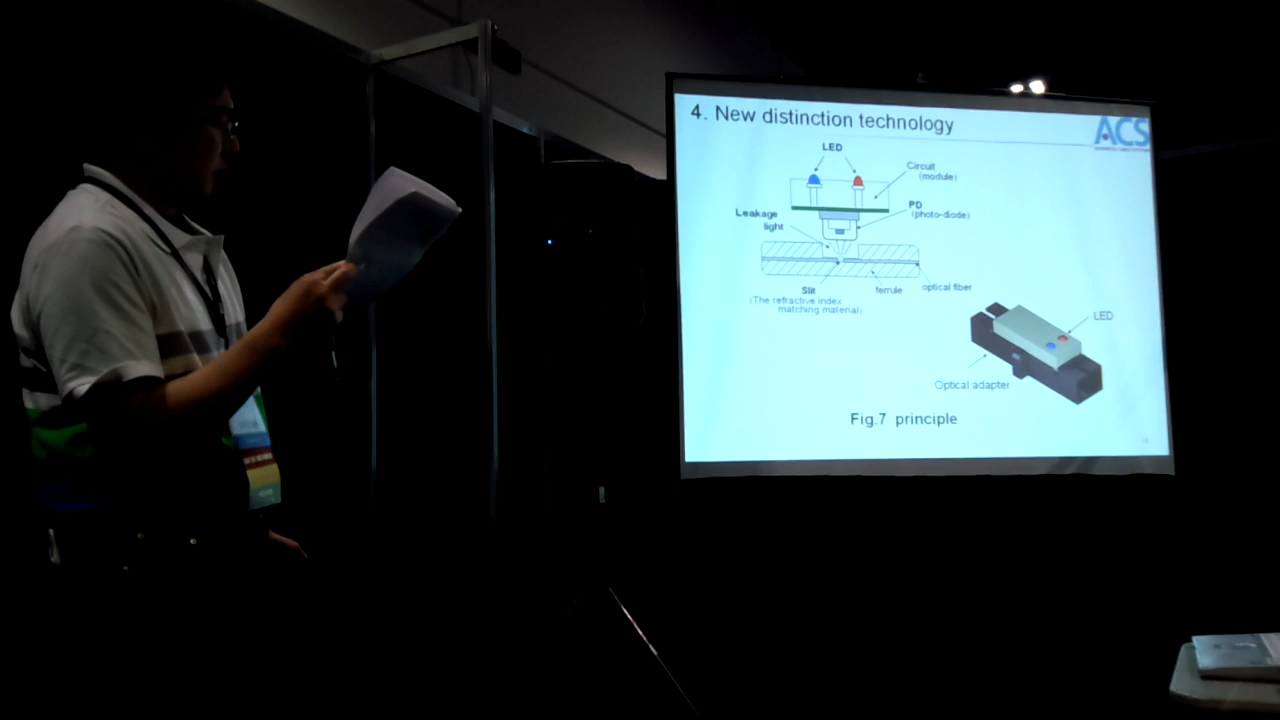 4. New distinction technology
ACS
LED
Circuit
(module)
PD
(photo-diode)
Leakage
light
Slit
(The refractive index
matching material)
ferrule
optical fiber
LED
Optical adapter
Fig.7 principle